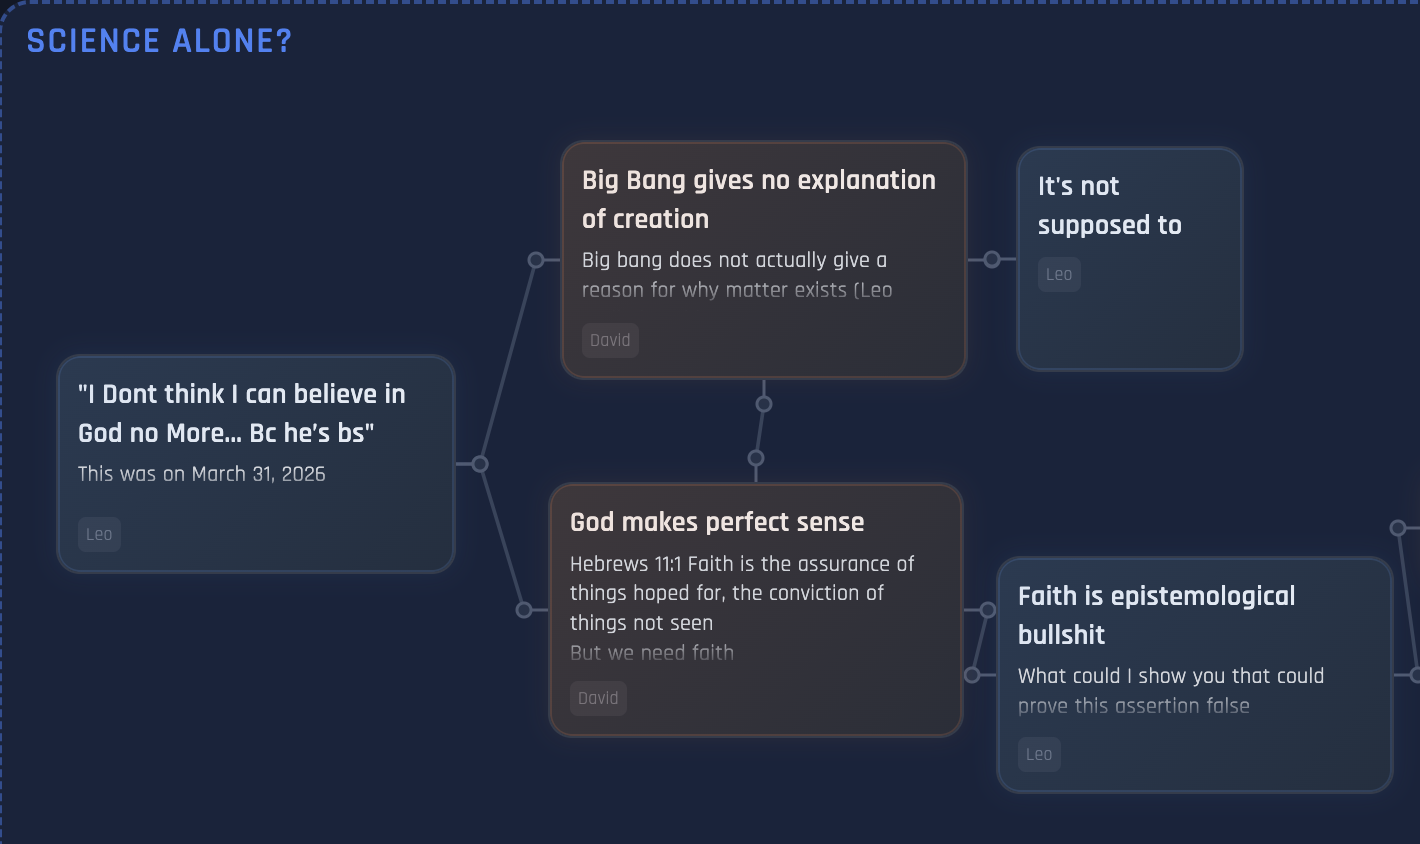 SCIENCE ALONE?
Big Bang gives no explanation
of creation
Big bang does not actually give a
reason for why matter exists (Leo
David
It's not
supposed to
Leo
"I Dont think I can believe in
God no More... Bc he's bs"
This was on March 31, 2026
Leo
God makes perfect sense
Hebrews 11:1 Faith is the assurance of
things hoped for, the conviction of
things not seen
But we need faith
David
Faith is epistemological
bullshit
What could I show you that could
prove this assertion false
Leo